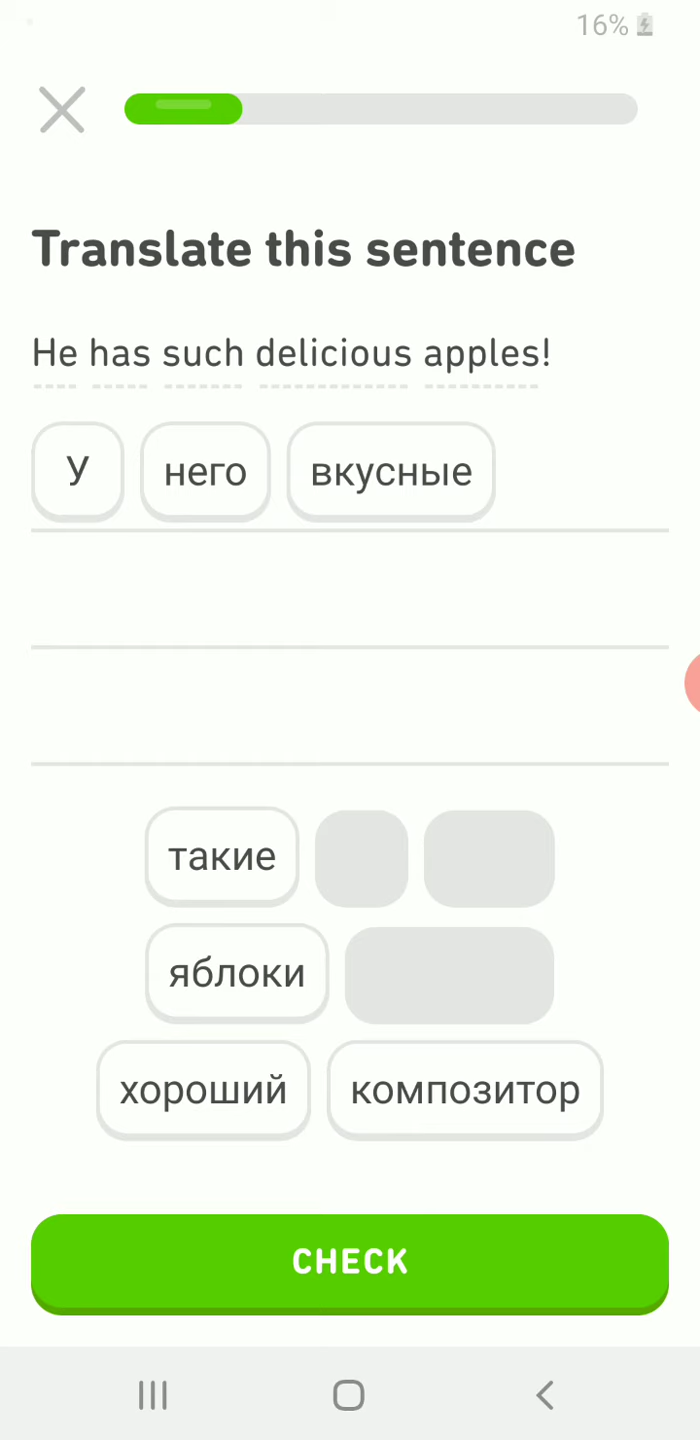 16%
Translate this sentence
He has such delicious apples!
У него вкусные
такие
яблоки
хороший композитор
CHECK